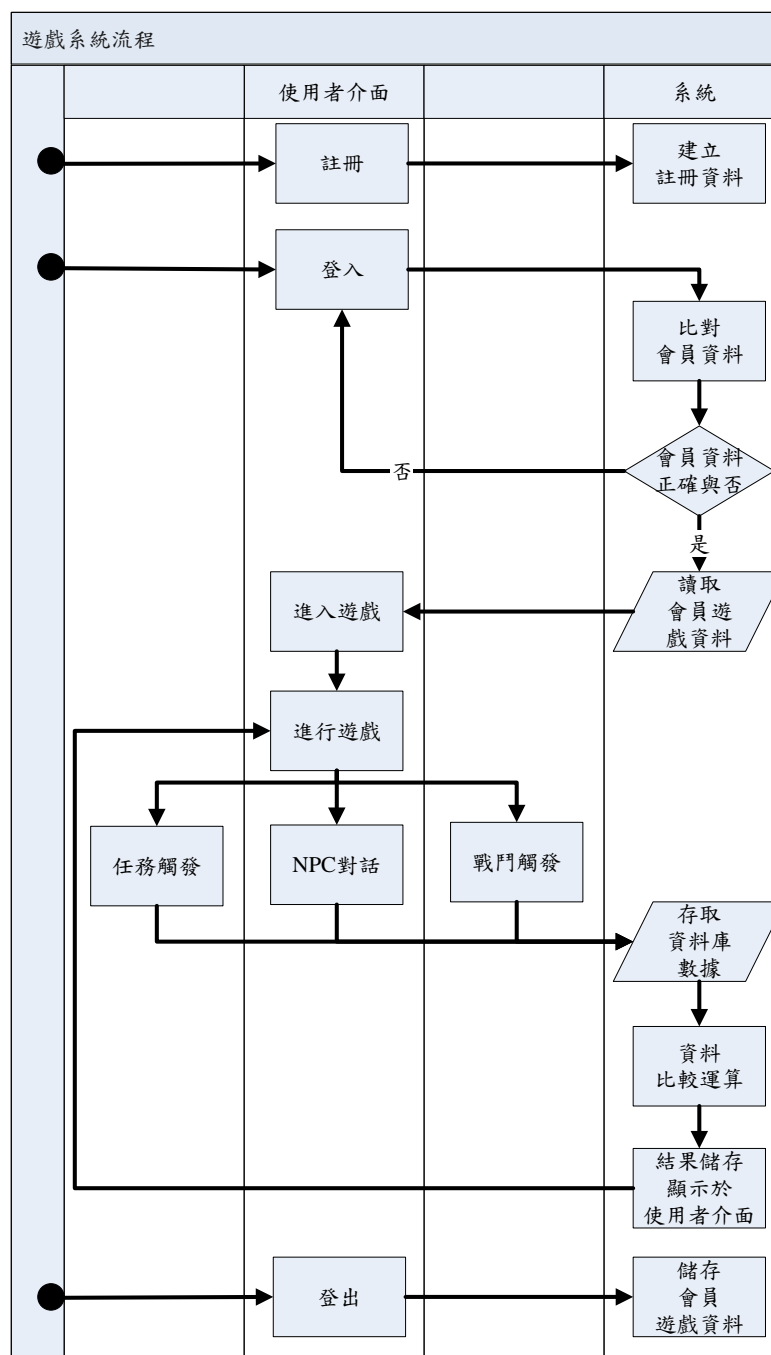 遊戲系統流程
使用者介面
系統
註冊
建立
註冊資料
登入
比對
會員資料
會員資料
正確與否
否
是
讀取
會員遊
戲資料
進入遊戲
進行遊戲
任務觸發
NPC對話
戰鬥觸發
存取
資料庫
數據
資料
比較運算
結果儲存
顯示於
使用者介面
登出
儲存
會員
遊戲資料